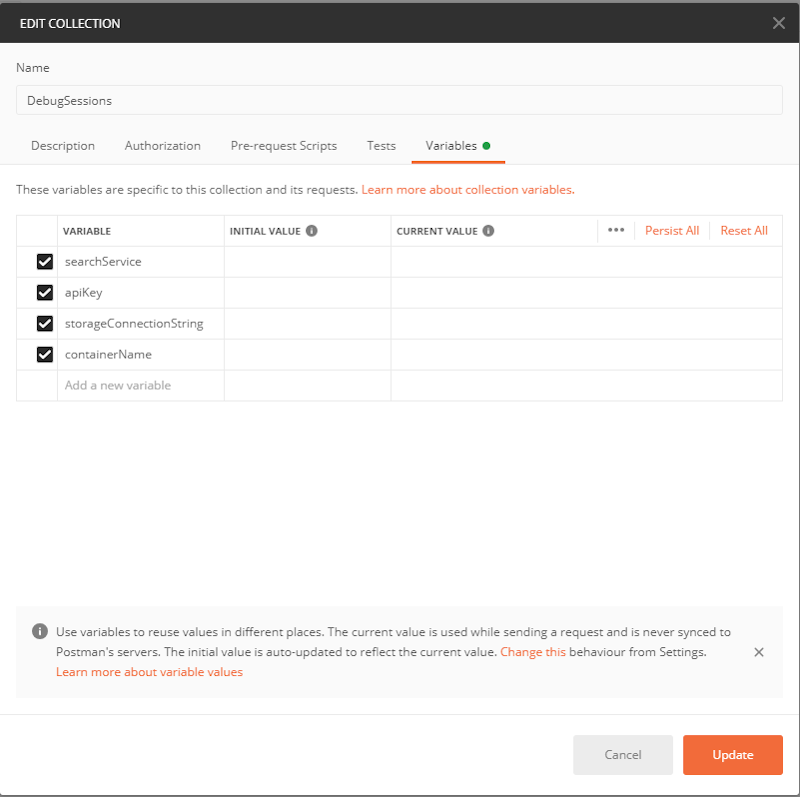 EDIT COLLECTION
Name
DebugSessions
Description Authorization Pre-request Scripts Tests Variables
These variables are specific to this collection and its requests. Learn more about collection variables.
VARIABLE INITIAL VALUE CURRENT VALUE Persist All Reset All
searchService
apiKey
storageConnectionString
containerName
Add a new variable
Use variables to reuse values in different places. The current value is used while sending a request and is never synced to
Postman's servers. The initial value is auto-updated to reflect the current value. Change this behaviour from Settings.
Learn more about variable values
Cancel Update